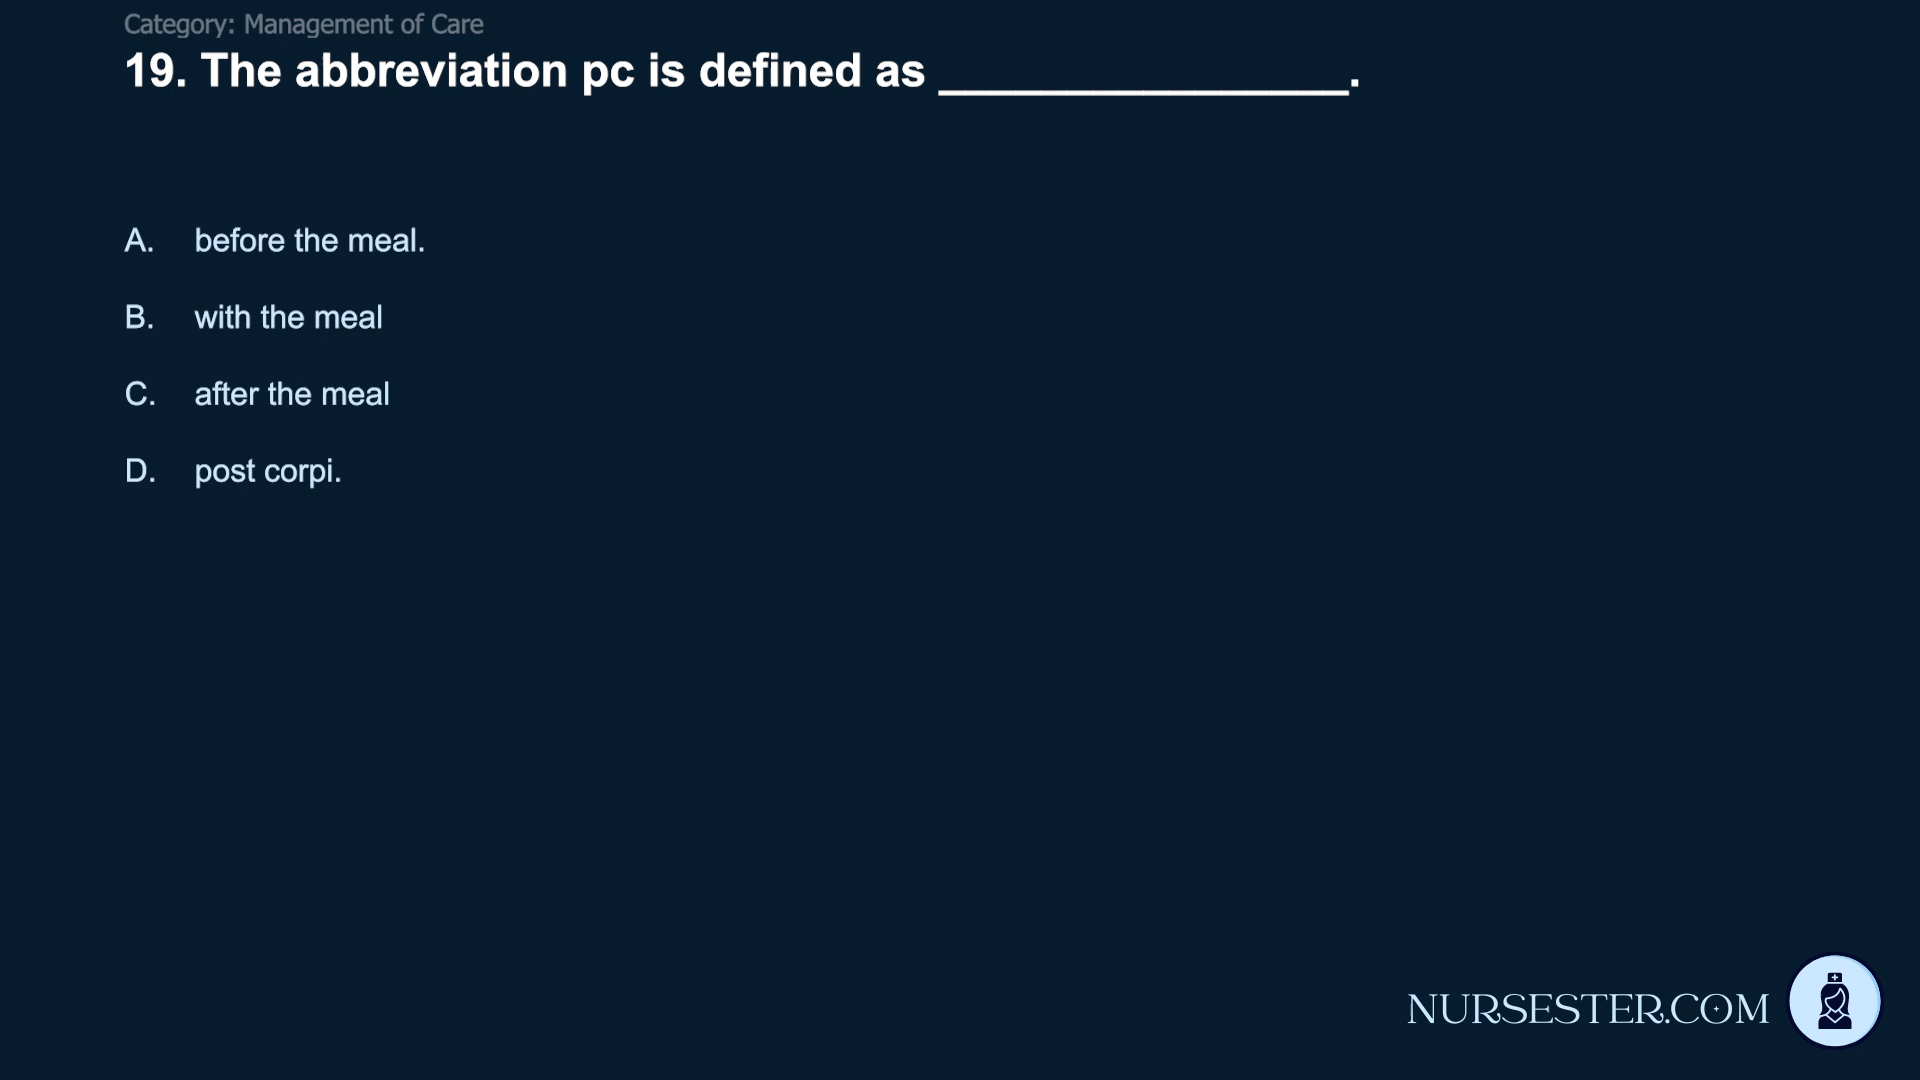 Category: Management of Care
19. The abbreviation pc is defined as ________________.
A. before the meal.
B. with the meal
C. after the meal
D. post corpi.
NURSESTER.COM